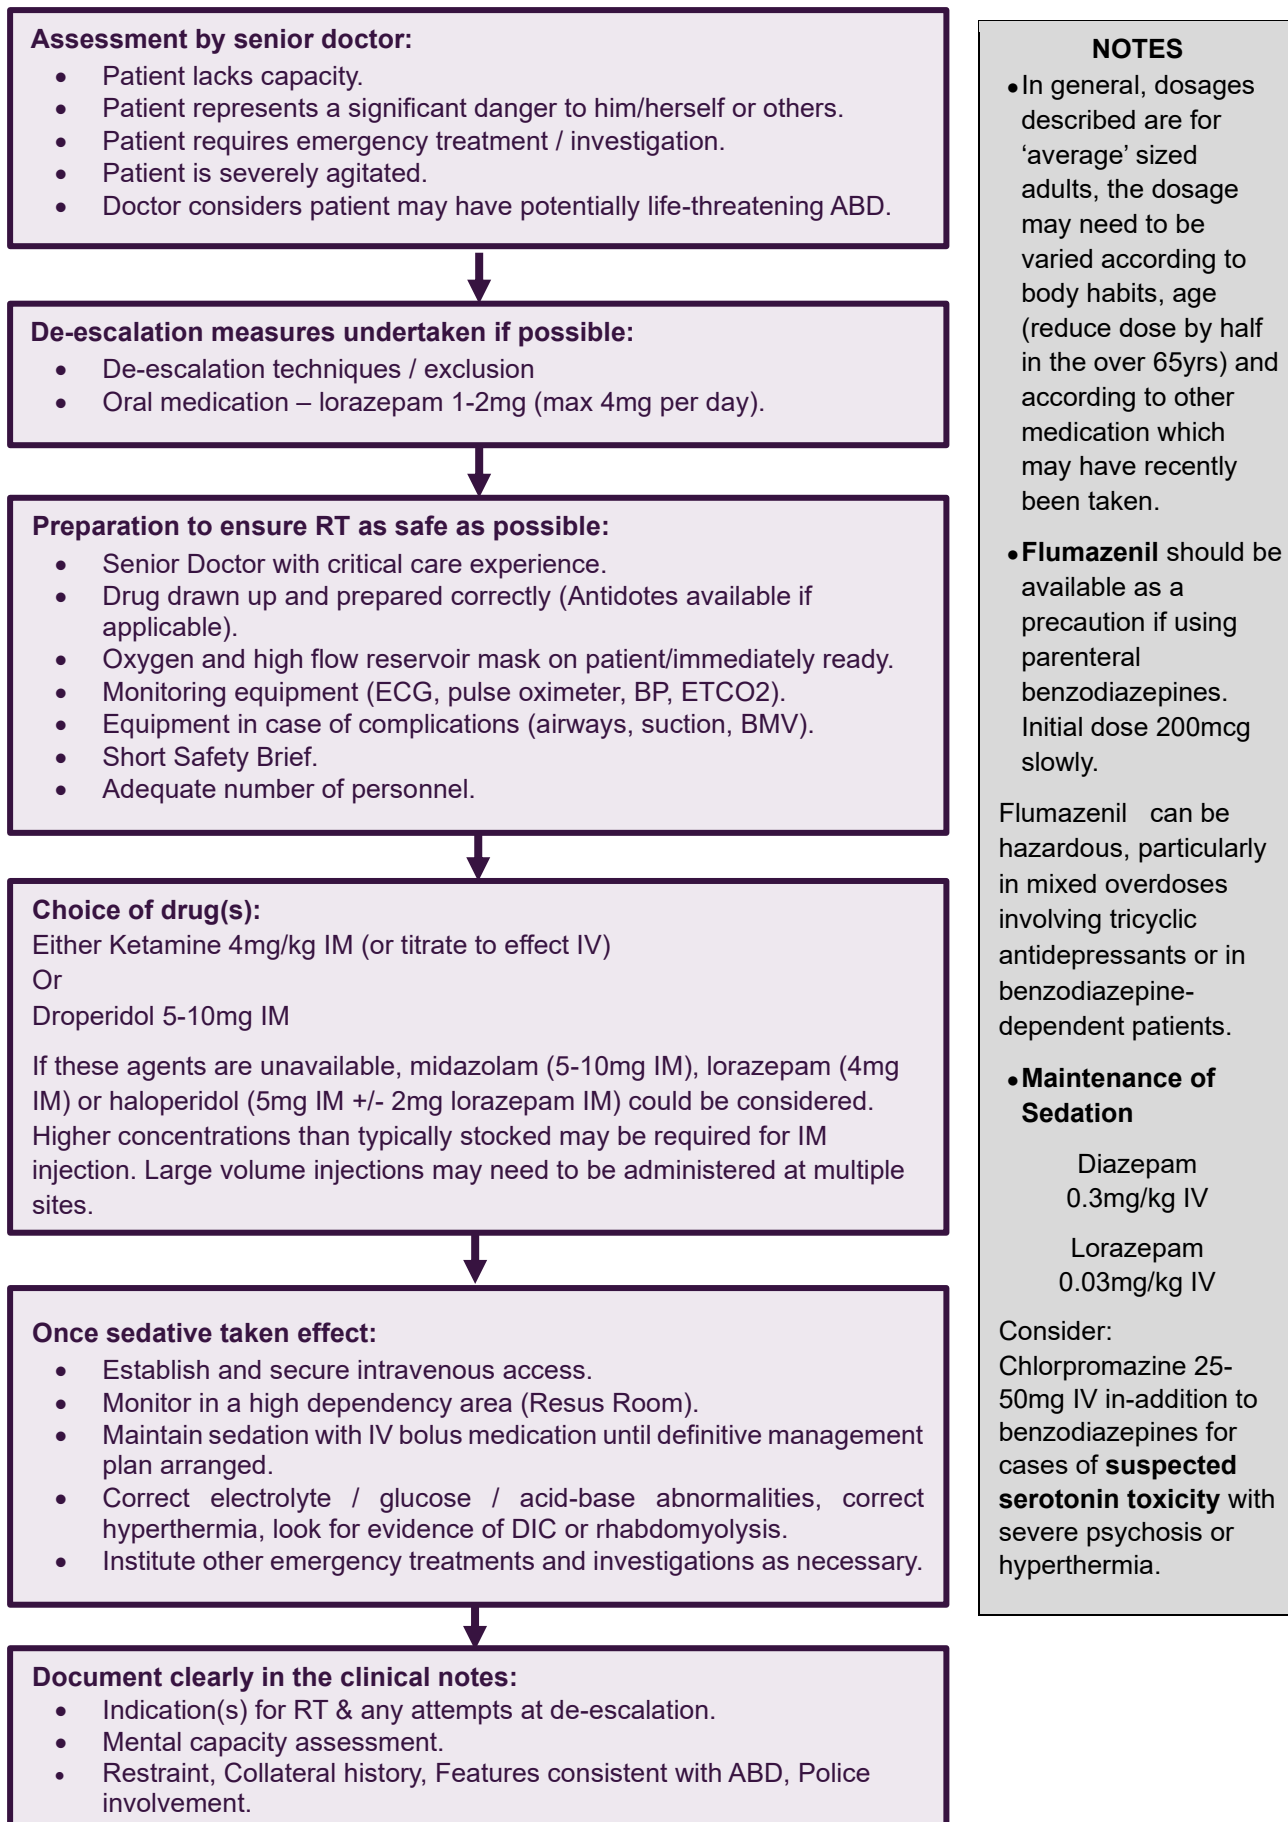 Assessment by senior doctor:
• Patient lacks capacity.
• Patient represents a significant danger to him/herself or others.
• Patient requires emergency treatment / investigation.
• Patient is severely agitated.
• Doctor considers patient may have potentially life-threatening ABD.
De-escalation measures undertaken if possible:
• De-escalation techniques / exclusion
• Oral medication – lorazepam 1-2mg (max 4mg per day).
Preparation to ensure RT as safe as possible:
• Senior Doctor with critical care experience.
• Drug drawn up and prepared correctly (Antidotes available if
applicable).
• Oxygen and high flow reservoir mask on patient/immediately ready.
• Monitoring equipment (ECG, pulse oximeter, BP, ETCO2).
• Equipment in case of complications (airways, suction, BMV).
• Short Safety Brief.
• Adequate number of personnel.
Choice of drug(s):
Either Ketamine 4mg/kg IM (or titrate to effect IV)
Or
Droperidol 5-10mg IM
If these agents are unavailable, midazolam (5-10mg IM), lorazepam (4mg
IM) or haloperidol (5mg IM +/- 2mg lorazepam IM) could be considered.
Higher concentrations than typically stocked may be required for IM
injection. Large volume injections may need to be administered at multiple
sites.
Once sedative taken effect:
• Establish and secure intravenous access.
• Monitor in a high dependency area (Resus Room).
• Maintain sedation with IV bolus medication until definitive management
plan arranged.
• Correct electrolyte / glucose / acid-base abnormalities, correct
hyperthermia, look for evidence of DIC or rhabdomyolysis.
• Institute other emergency treatments and investigations as necessary.
Document clearly in the clinical notes:
• Indication(s) for RT & any attempts at de-escalation.
• Mental capacity assessment.
• Restraint, Collateral history, Features consistent with ABD, Police
involvement.
NOTES
• In general, dosages
described are for
‘average’ sized
adults, the dosage
may need to be
varied according to
body habits, age
(reduce dose by half
in the over 65yrs) and
according to other
medication which
may have recently
been taken.
• Flumazenil should be
available as a
precaution if using
parenteral
benzodiazepines.
Initial dose 200mcg
slowly.
Flumazenil can be
hazardous, particularly
in mixed overdoses
involving tricyclic
antidepressants or in
benzodiazepine-
dependent patients.
• Maintenance of
Sedation
Diazepam
0.3mg/kg IV
Lorazepam
0.03mg/kg IV
Consider:
Chlorpromazine 25-
50mg IV in-addition to
benzodiazepines for
cases of suspected
serotonin toxicity with
severe psychosis or
hyperthermia.